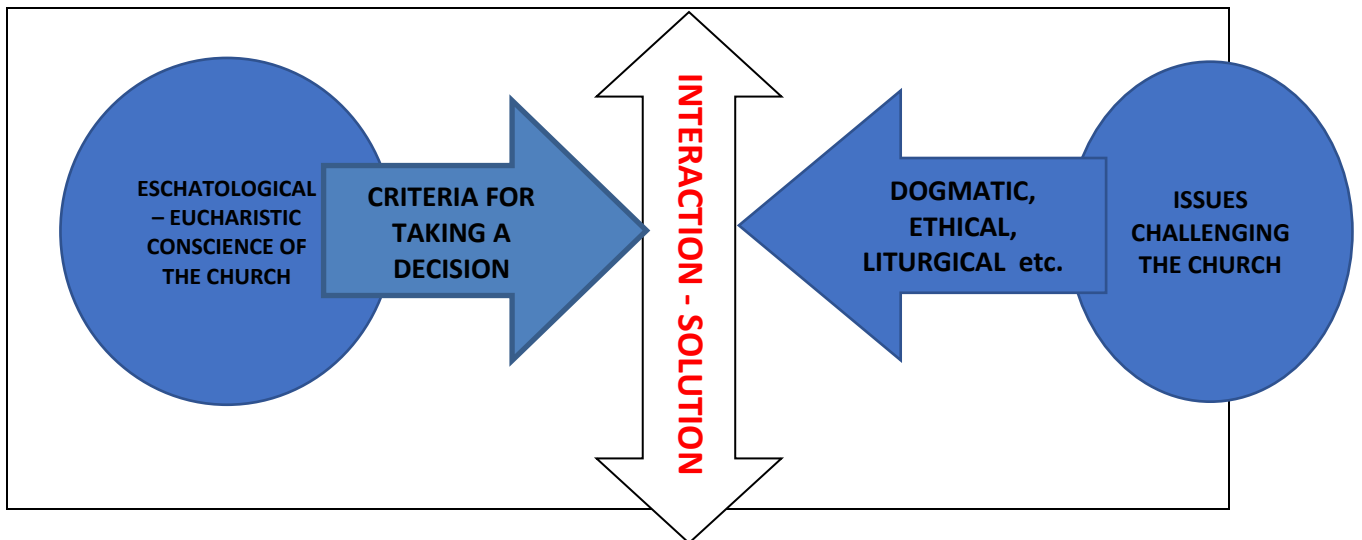 ESCHATOLOGICAL
– EUCHARISTIC
CONSCIENCE OF
THE CHURCH
CRITERIA FOR
TAKING A
DECISION
INTERACTION - SOLUTION
DOGMATIC,
ETHICAL,
LITURGICAL etc.
ISSUES
CHALLENGING
THE CHURCH